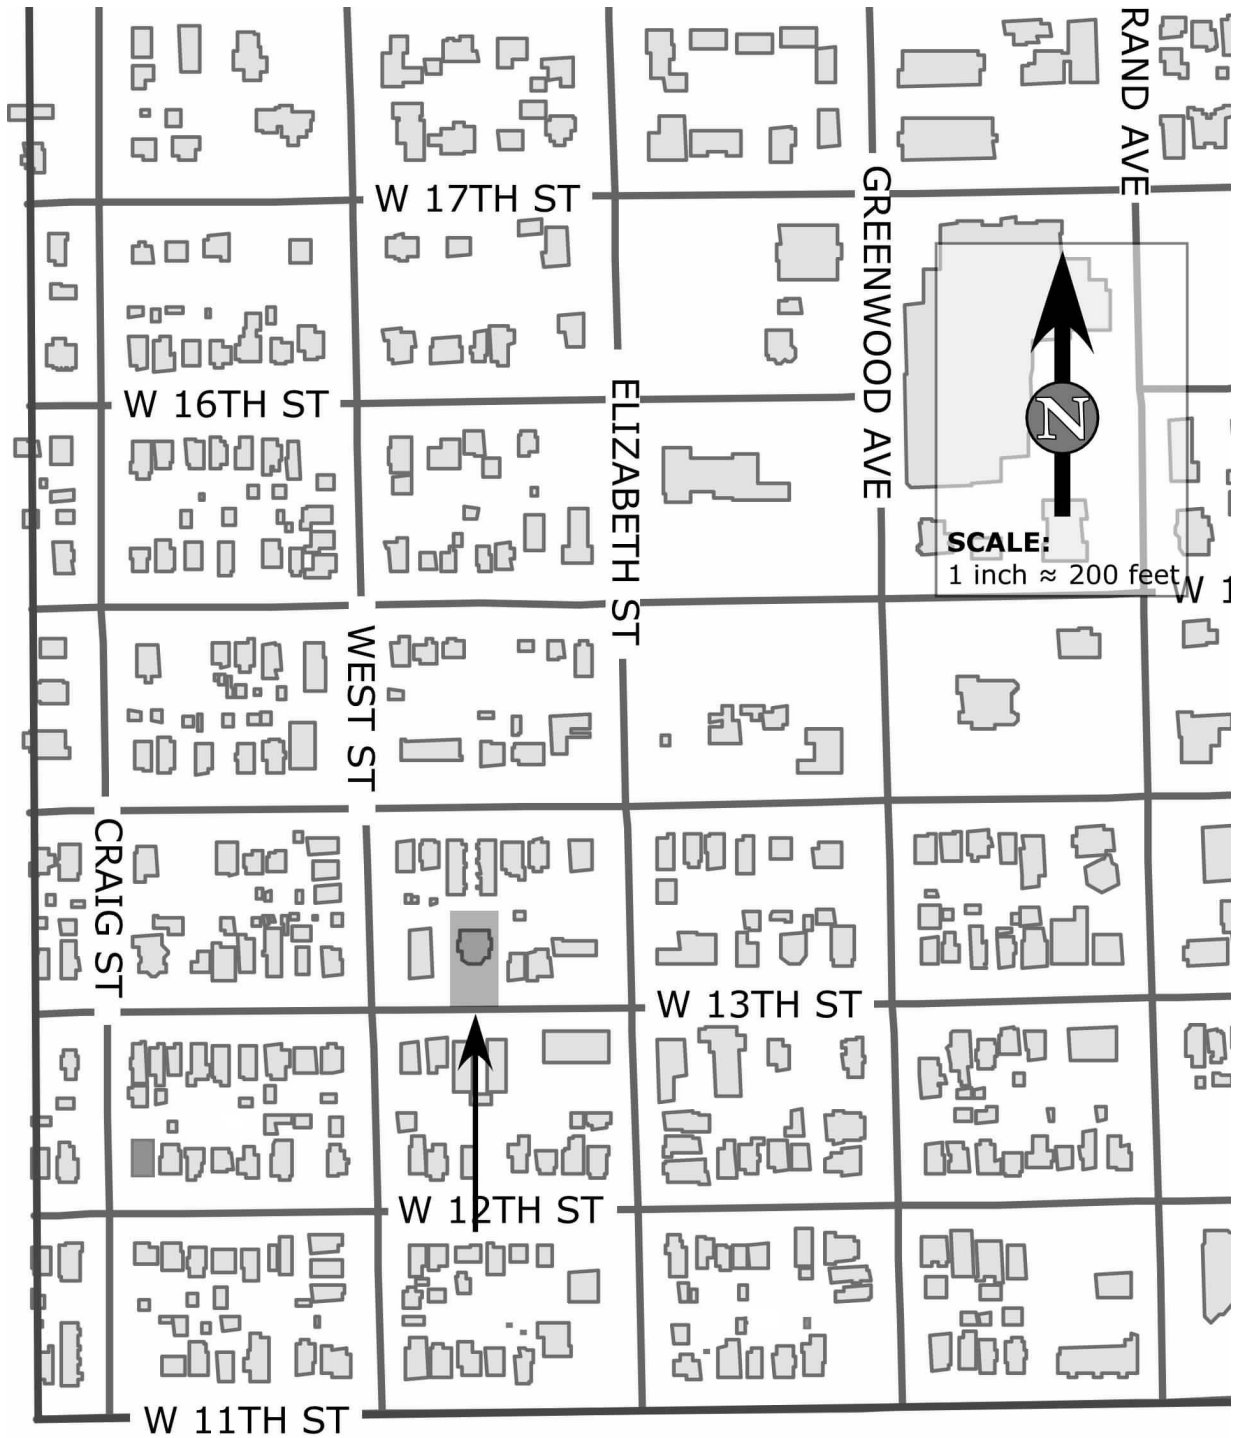 RAND AVE
W 17TH ST
GREENWOOD AVE
W 16TH ST
ELIZABETH ST
N
SCALE:
1 inch ≈ 200 feet
W 1
WEST ST
CRAIG ST
W 13TH ST
W 12TH ST
W 11TH ST